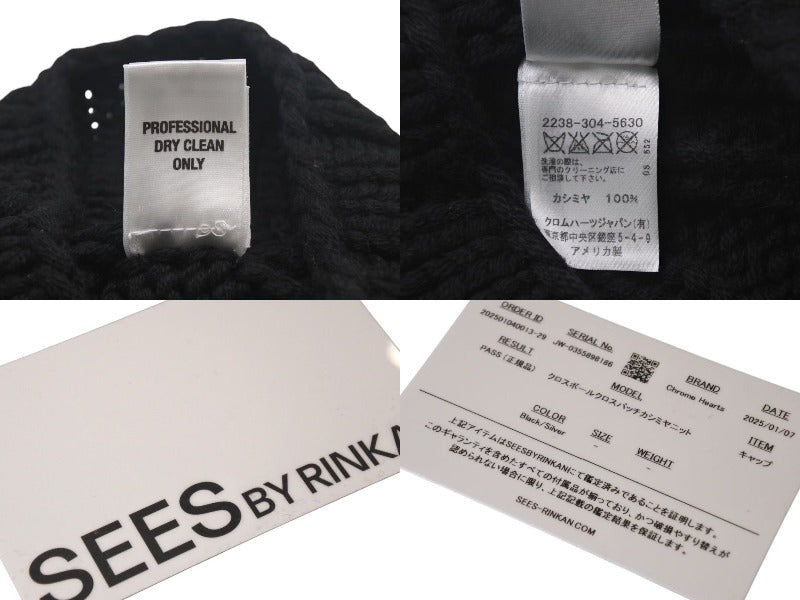 PROFESSIONAL
DRY CLEAN
ONLY
2238-304-5630
洗濯の際は、
専門のクリーニング店に
ご相談して下さい。
05 652
カシミヤ 100%
クロムハーツジャパン(有)
東京都中央区銀座5-4-9
アメリカ製
SEES BY RINKAN
ORDER ID
202501040013-29
SERIAL No.
JW-0355898186
RESULT
PASS (正規品)
MODEL
クロスボールクロスパッチカシミヤニット
BRAND
Chrome Hearts
DATE
2025/01/07
COLOR
Black/Silver
SIZE
-
WEIGHT
-
ITEM
キャップ
上記アイテムはSEESBYRINKANにて鑑定済みであることを証明します。
このギャランティを含めたすべての付属品が揃っており、かつ破損やすり替えが
認められない場合に限り、上記記載の鑑定結果を保証します。
SEES-RINKAN.COM